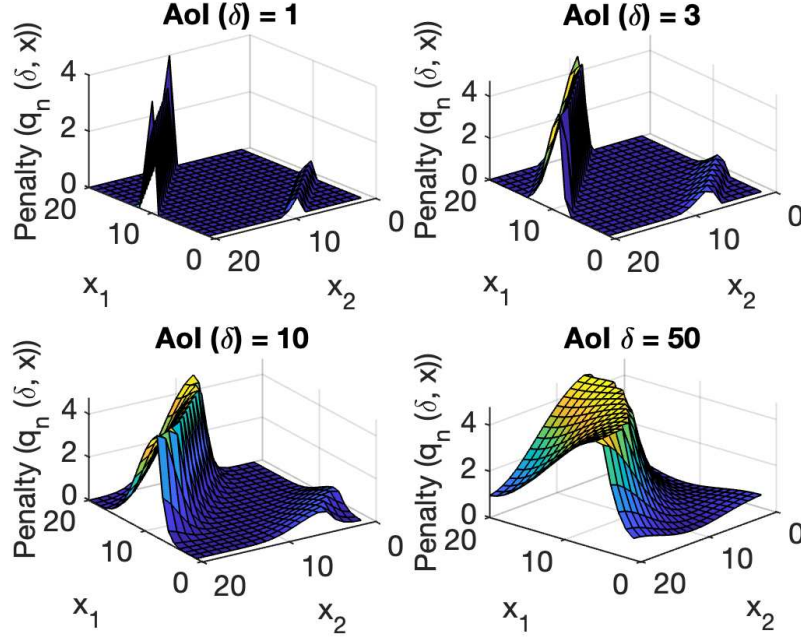 AoI (δ) = 1
Penalty (q_n (δ, x))
4
2
0
20
10
0
x_1
20
10
0
x_2
AoI (δ) = 3
Penalty (q_n (δ, x))
4
2
0
20
10
0
x_1
20
10
0
x_2
AoI (δ) = 10
Penalty (q_n (δ, x))
4
2
0
20
10
0
x_1
20
10
0
x_2
AoI δ = 50
Penalty (q_n (δ, x))
4
2
0
20
10
0
x_1
20
10
0
x_2